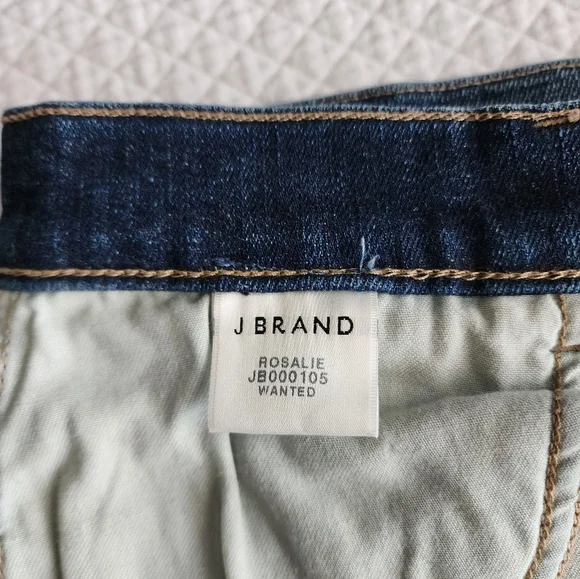 J BRAND
ROSALIE
JB000105
WANTED